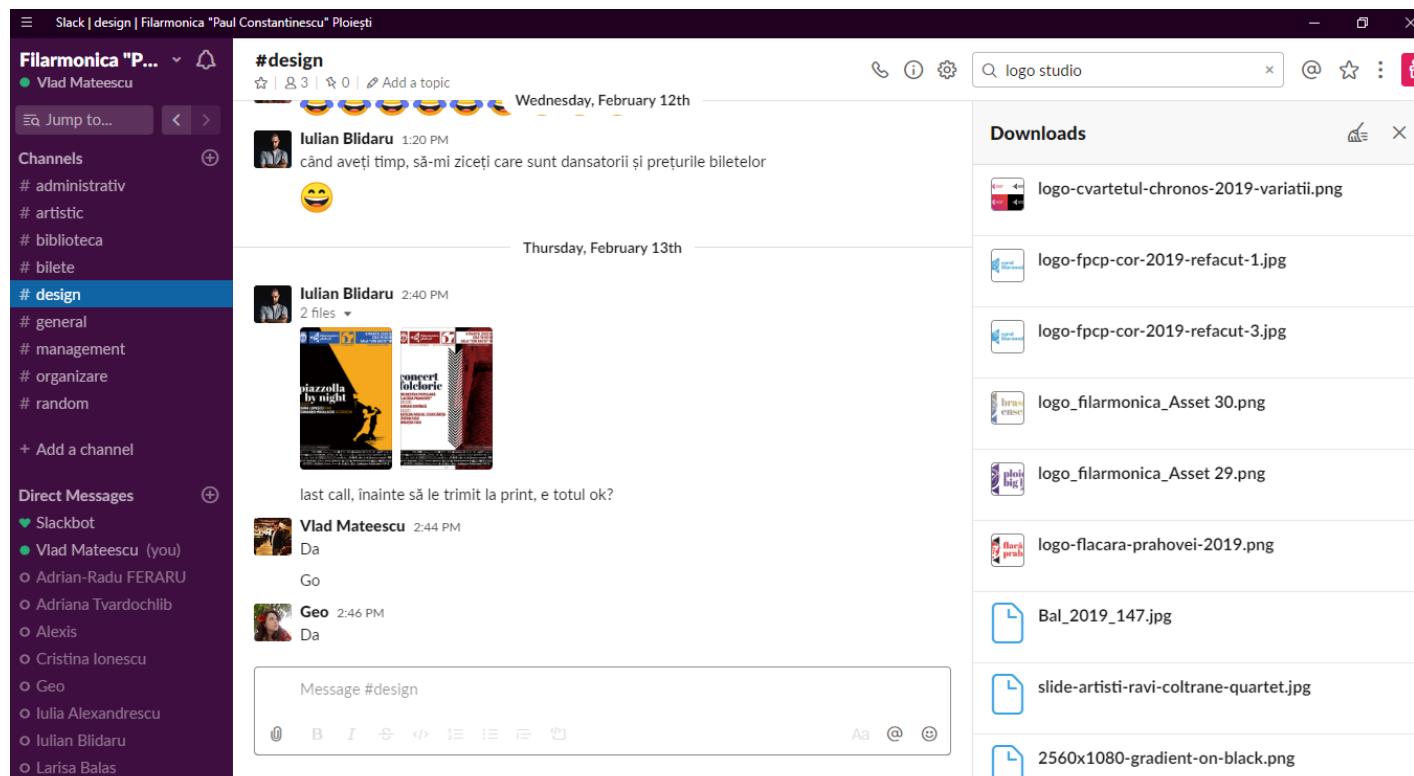 Slack | design | Filarmonica "Paul Constantinescu" Ploiești
Filarmonica "P...
Vlad Mateescu
Jump to...
Channels
# administrativ
# artistic
# biblioteca
# bilete
# design
# general
# management
# organizare
# random
+ Add a channel
Direct Messages
Slackbot
Vlad Mateescu (you)
Adrian-Radu FERARU
Adriana Tvardochlib
Alexis
Cristina Ionescu
Geo
Iulia Alexandrescu
Iulian Blidaru
Larisa Balas
#design
3 | 0 | Add a topic
logo studio
Wednesday, February 12th
Iulian Blidaru 1:20 PM
când aveți timp, să-mi ziceți care sunt dansatorii și prețurile biletelor
Thursday, February 13th
Iulian Blidaru 2:40 PM
2 files
piazzolla
by night
concert
folcloric
last call, înainte să le trimit la print, e totul ok?
Vlad Mateescu 2:44 PM
Da
Go
Geo 2:46 PM
Da
Message #design
Aa
Downloads
logo-cvartetul-chronos-2019-variatii.png
logo-fpcp-cor-2019-refacut-1.jpg
logo-fpcp-cor-2019-refacut-3.jpg
logo_filarmonica_Asset 30.png
logo_filarmonica_Asset 29.png
logo-flacara-prahovei-2019.png
Bal_2019_147.jpg
slide-artisti-ravi-coltrane-quartet.jpg
2560x1080-gradient-on-black.png